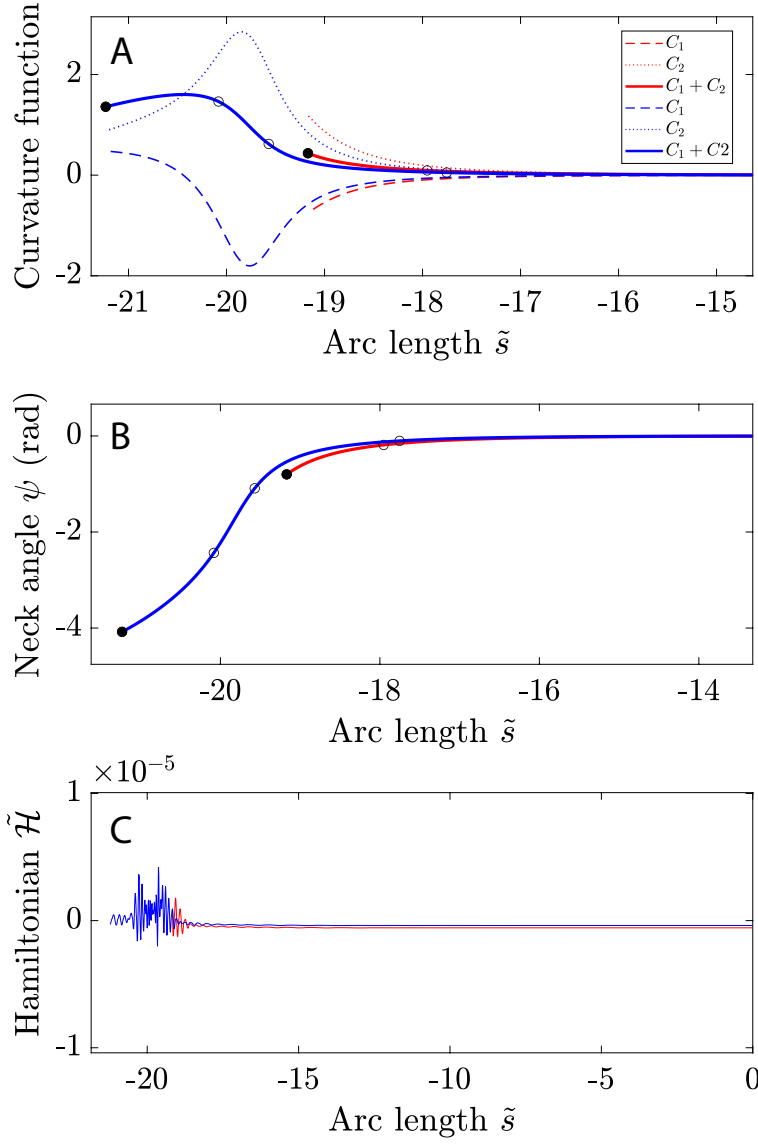 A
Curvature function
2
0
-2
-21 -20 -19 -18 -17 -16 -15
Arc length s̃
C₁
C₂
C₁ + C₂
C₁
C₂
C₁ + C2
B
Neck angle ψ (rad)
0
-2
-4
-20 -18 -16 -14
Arc length s̃
×10⁻⁵
C
Hamiltonian ℋ̃
1
0
-1
-20 -15 -10 -5 0
Arc length s̃